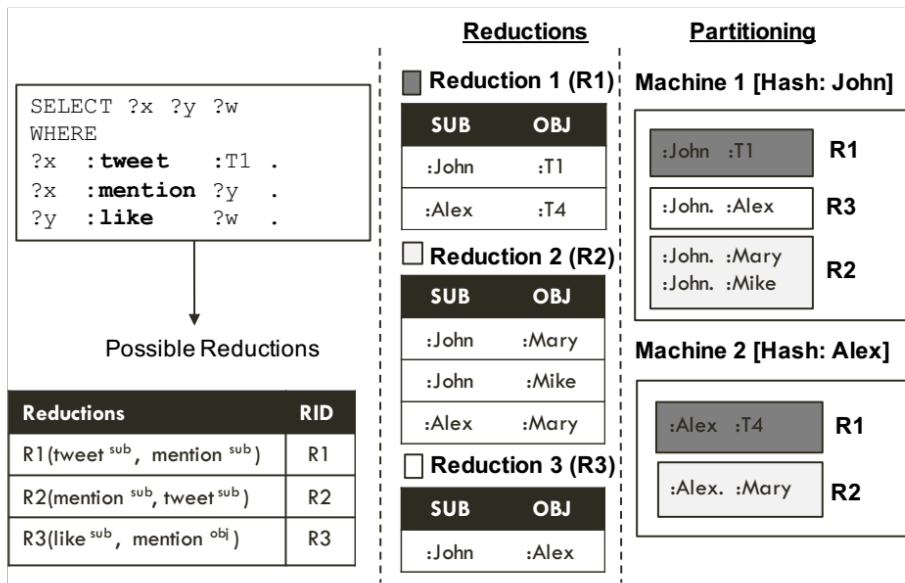 SELECT ?x ?y ?w
WHERE
?x :tweet :T1 .
?x :mention ?y .
?y :like ?w .
Possible Reductions
Reductions RID
R1(tweet sub, mention sub) R1
R2(mention sub, tweet sub) R2
R3(like sub, mention obj) R3
Reductions
Reduction 1 (R1)
SUB OBJ
:John :T1
:Alex :T4
Reduction 2 (R2)
SUB OBJ
:John :Mary
:John :Mike
:Alex :Mary
Reduction 3 (R3)
SUB OBJ
:John :Alex
Partitioning
Machine 1 [Hash: John]
:John :T1 R1
:John. :Alex R3
:John. :Mary
:John. :Mike
R2
Machine 2 [Hash: Alex]
:Alex :T4 R1
:Alex. :Mary R2